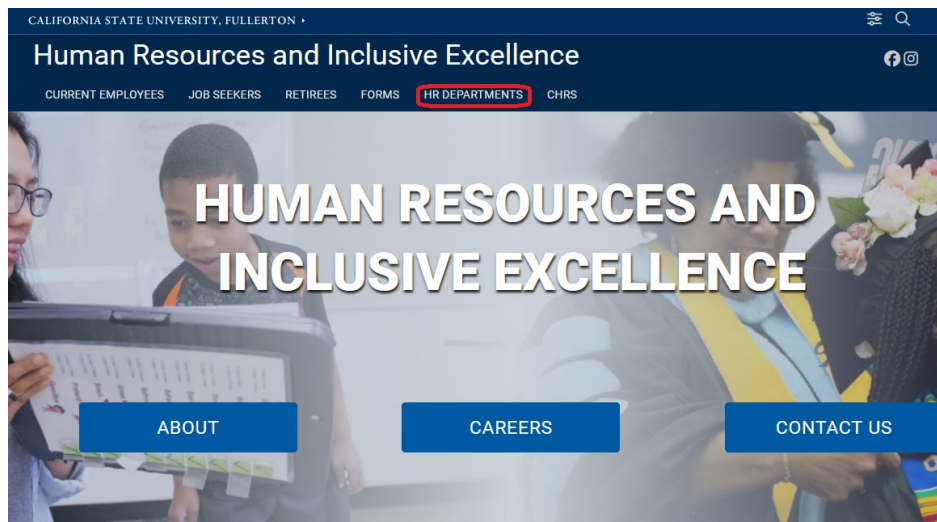 CALIFORNIA STATE UNIVERSITY, FULLERTON
Human Resources and Inclusive Excellence
CURRENT EMPLOYEES JOB SEEKERS RETIREES FORMS HR DEPARTMENTS CHRS
HUMAN RESOURCES AND
INCLUSIVE EXCELLENCE
ABOUT CAREERS CONTACT US